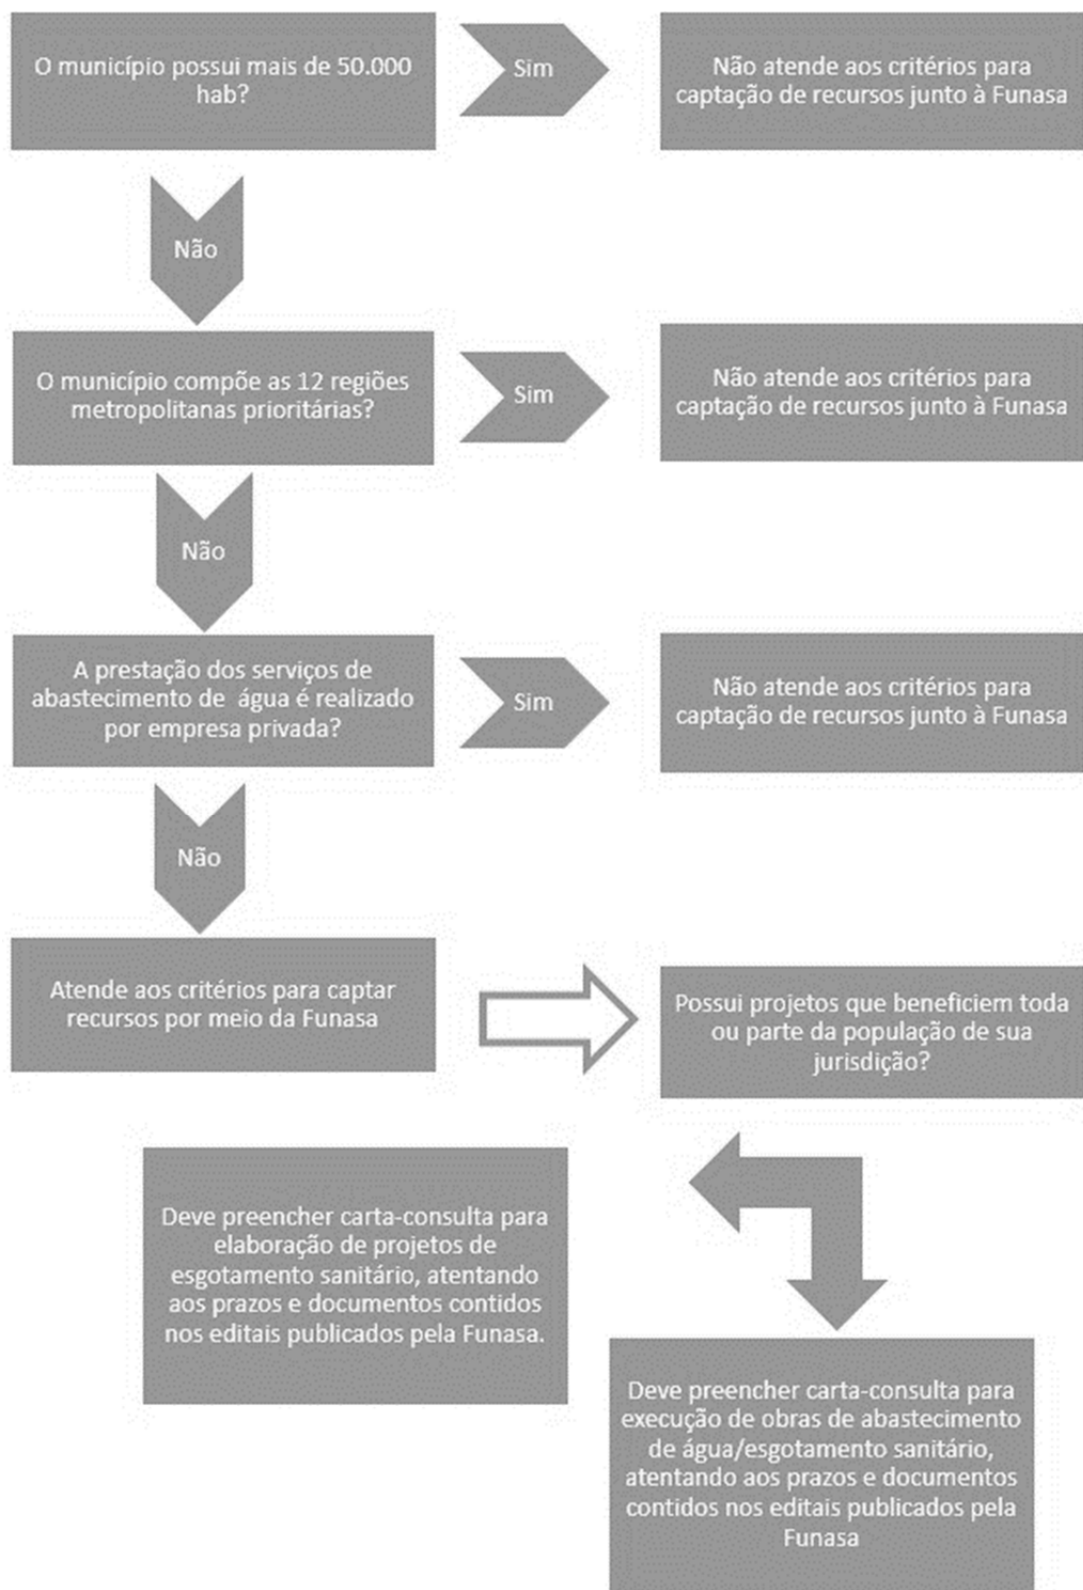 O município possui mais de 50.000
hab?
Sim
Não atende aos critérios para
captação de recursos junto à Funasa
Não
O município compõe as 12 regiões
metropolitanas prioritárias?
Sim
Não atende aos critérios para
captação de recursos junto à Funasa
Não
A prestação dos serviços de
abastecimento de água é realizado
por empresa privada?
Sim
Não atende aos critérios para
captação de recursos junto à Funasa
Não
Atende aos critérios para captar
recursos por meio da Funasa
Possui projetos que beneficiem toda
ou parte da população de sua
jurisdição?
Deve preencher carta-consulta para
elaboração de projetos de
esgotamento sanitário, atentando
aos prazos e documentos contidos
nos editais publicados pela Funasa.
Deve preencher carta-consulta para
execução de obras de abastecimento
de água/esgotamento sanitário,
atentando aos prazos e documentos
contidos nos editais publicados pela
Funasa